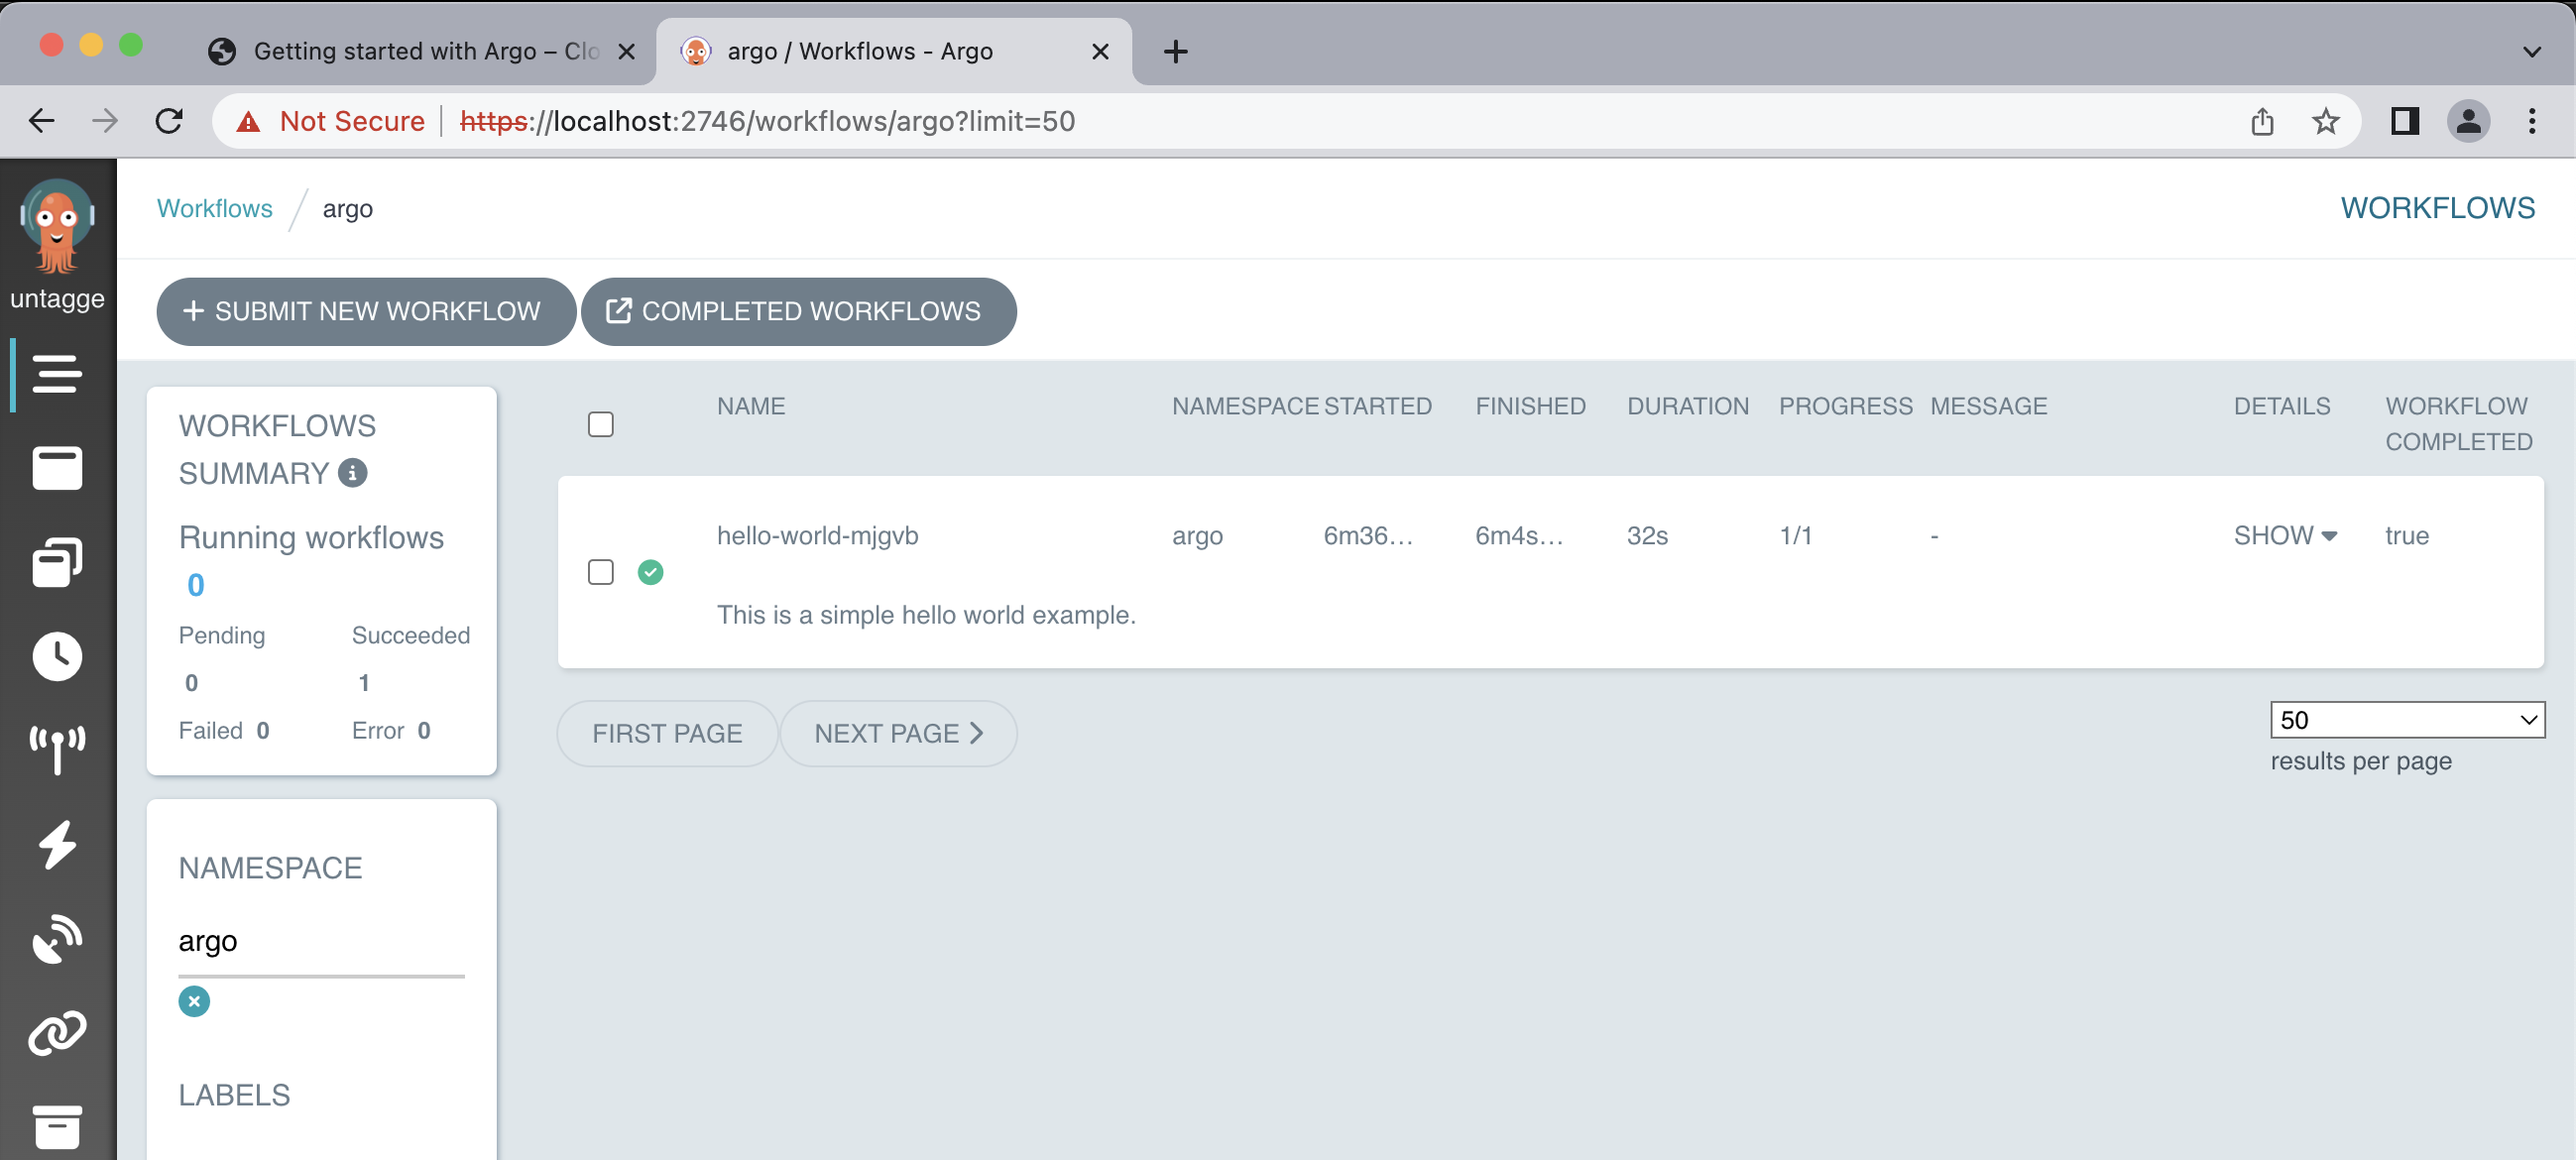 Getting started with Argo – Clo
argo / Workflows - Argo
Not Secure
https://localhost:2746/workflows/argo?limit=50
untagge
Workflows / argo
WORKFLOWS
+ SUBMIT NEW WORKFLOW
COMPLETED WORKFLOWS
WORKFLOWS
SUMMARY
Running workflows
0
Pending Succeeded
0 1
Failed 0 Error 0
NAMESPACE
argo
LABELS
NAME NAMESPACE STARTED FINISHED DURATION PROGRESS MESSAGE DETAILS WORKFLOW
COMPLETED
hello-world-mjgvb argo 6m36... 6m4s... 32s 1/1 - SHOW true
This is a simple hello world example.
FIRST PAGE NEXT PAGE
50
results per page